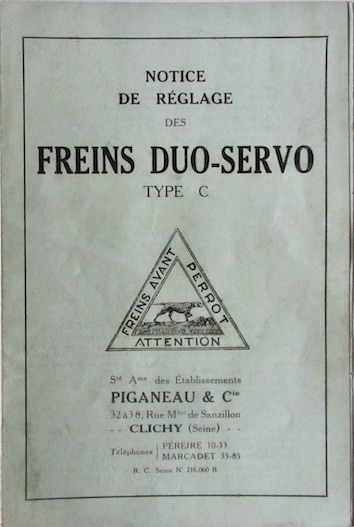 NOTICE
DE RÉGLAGE
DES
FREINS DUO-SERVO
TYPE C
FREINS AVANT
PERROT
ATTENTION
Sté Ame des Établissements
PIGANEAU & Cie
32 à 38, Rue Mme de Sanzillon
- - CLICHY (Seine) - -
Téléphones { PÉREIRE 10-33
MARCADET 35-85
R. C. Seine N° 216.060 B